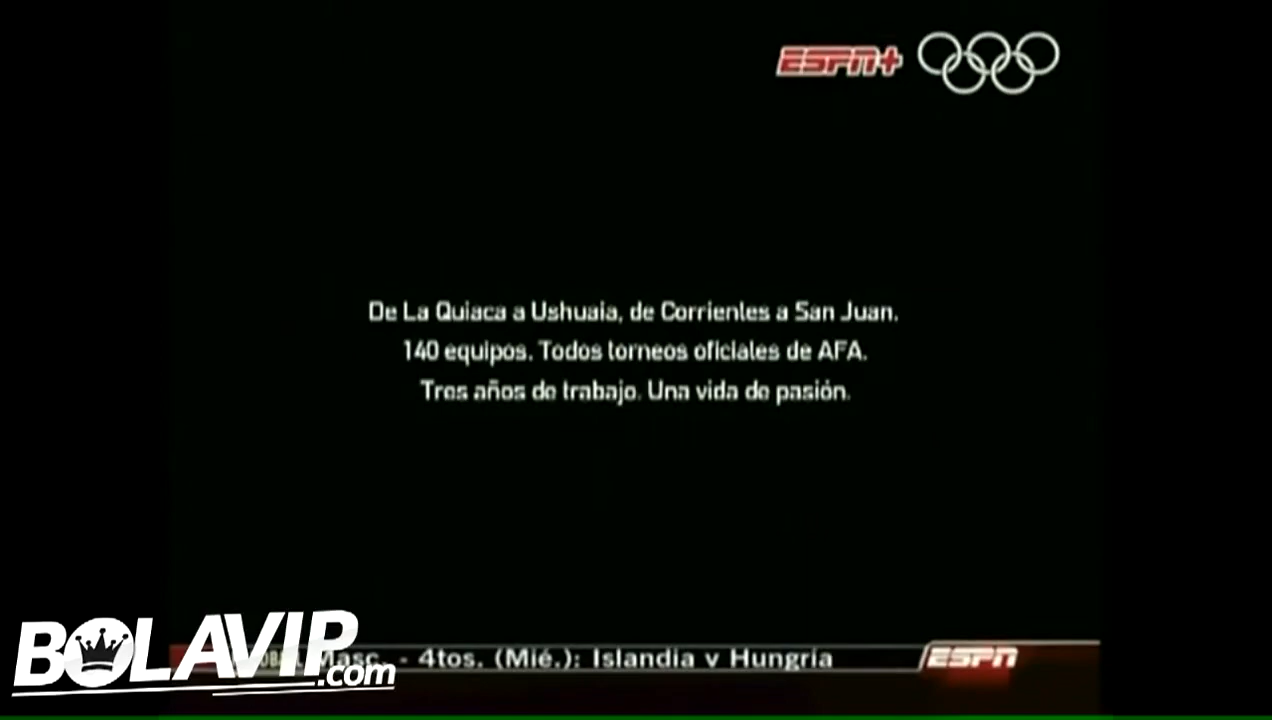 ESPN+
De La Quiaca a Ushuaia, de Corrientes a San Juan.
140 equipos. Todos torneos oficiales de AFA.
Tres años de trabajo. Una vida de pasión.
Masc. - 4tos. (Mié.): Islandia v Hungría
ESPN
BOLAVIP.com